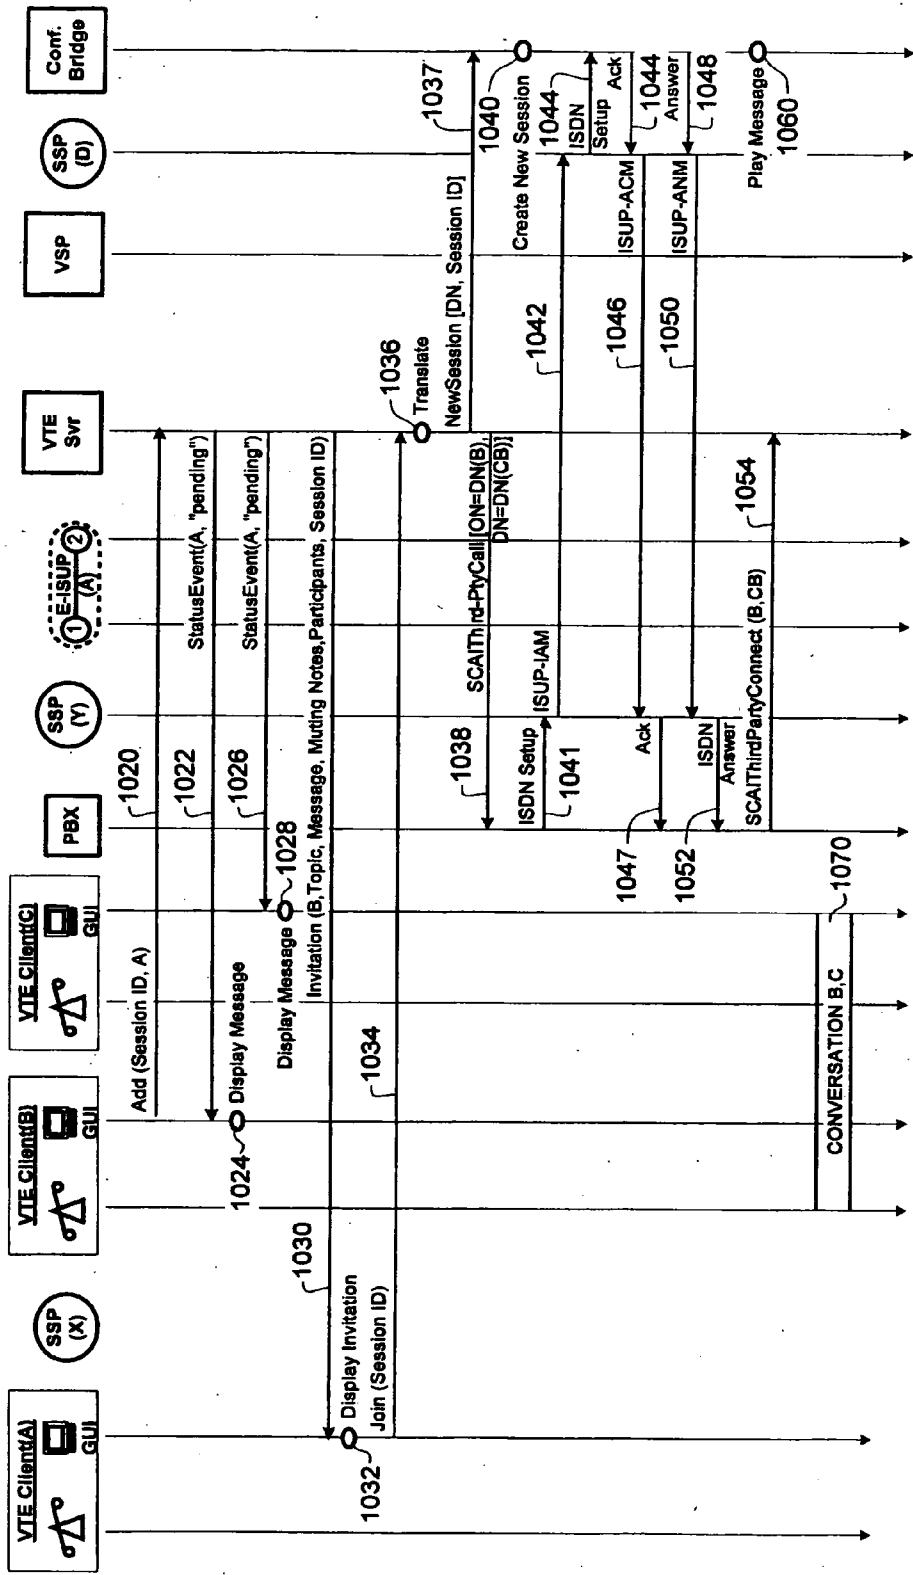 VTE Client(A)
GUI
SSP
(X)
VTE Client(B)
GUI
VTE Client(C)
GUI
PBX
SSP
(Y)
E-ISUP
(A)
1
2
VTE
Svr
VSP
SSP
(D)
Conf.
Bridge
Add (Session ID, A)
1020
StatusEvent(A, "pending")
1022
Display Message
1024
StatusEvent(A, "pending")
1026
Display Message
1028
Invitation (B,Topic, Message, Muting Notes,Participants, Session ID)
1030
Display Invitation
1032
Join (Session ID)
1034
1036
Translate
NewSession [DN, Session ID]
1037
SCAIThird-PtyCall [ON=DN(B),
DN=DN(CB)]
1038
1040
Create New Session
ISDN Setup
1041
ISUP-IAM
1042
1044
ISDN
Setup
Ack
1044
ISUP-ACM
1046
Ack
1047
Answer
1048
ISUP-ANM
1050
ISDN
Answer
1052
Play Message
1060
SCAIThirdPartyConnect (B,CB)
1054
CONVERSATION B,C
1070